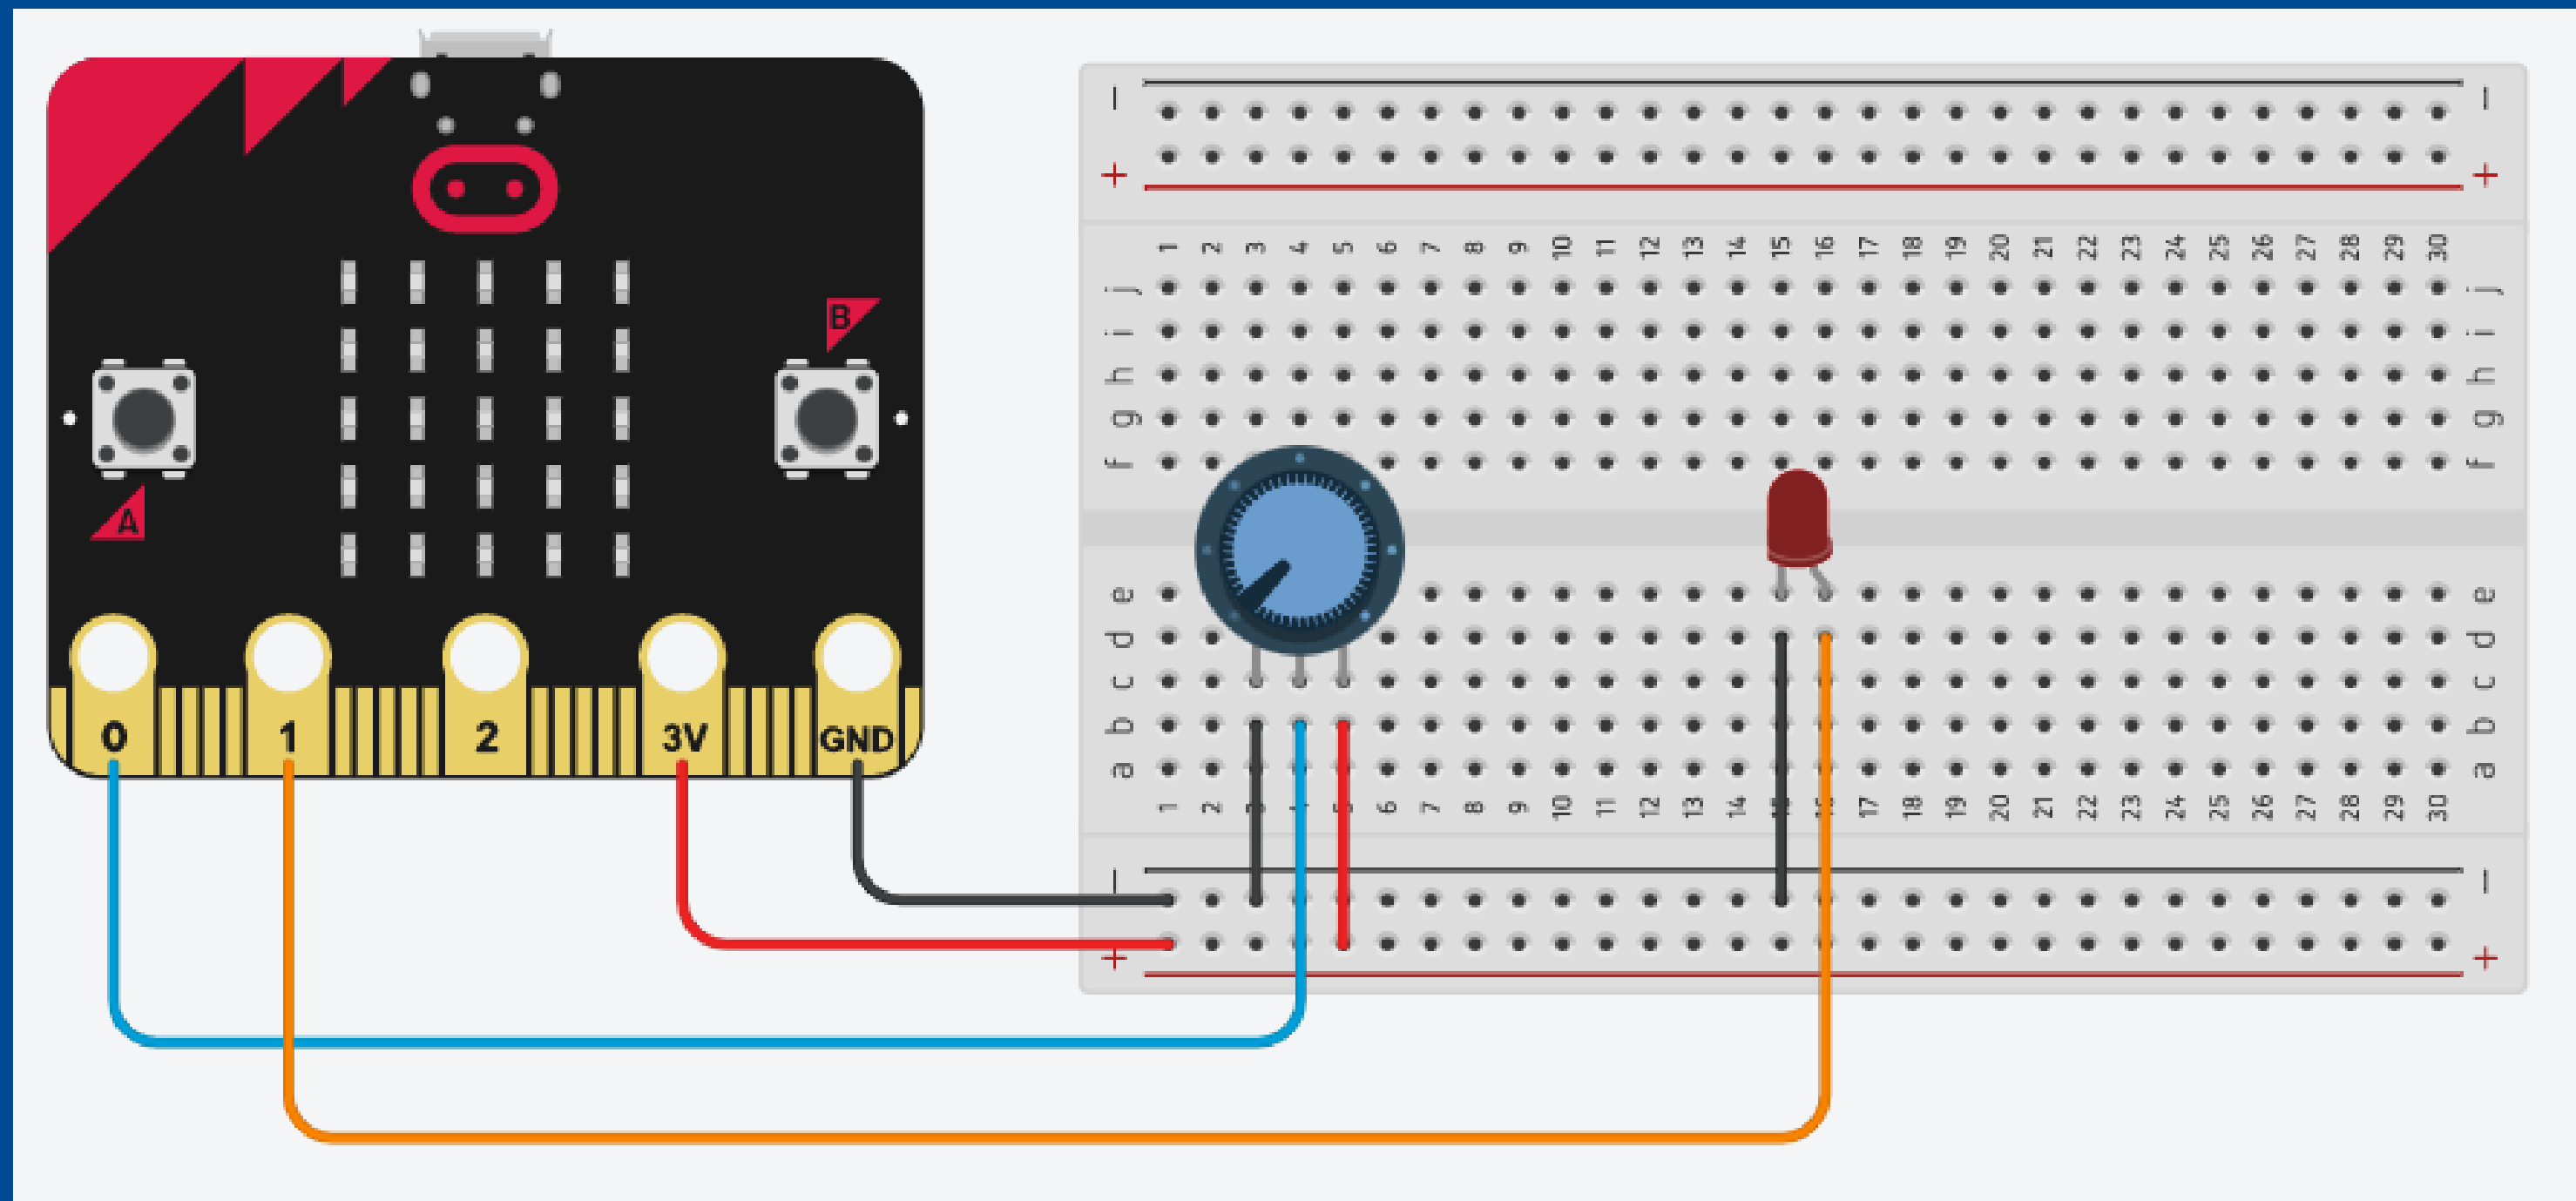 − −
+ +
1 2 3 4 5 6 7 8 9 10 11 12 13 14 15 16 17 18 19 20 21 22 23 24 25 26 27 28 29 30
j j
i i
h h
g g
f f
B
A
e e
d d
c c
b b
a a
0 1 2 3V GND
1 2 3 4 5 6 7 8 9 10 11 12 13 14 15 16 17 18 19 20 21 22 23 24 25 26 27 28 29 30
− −
+ +